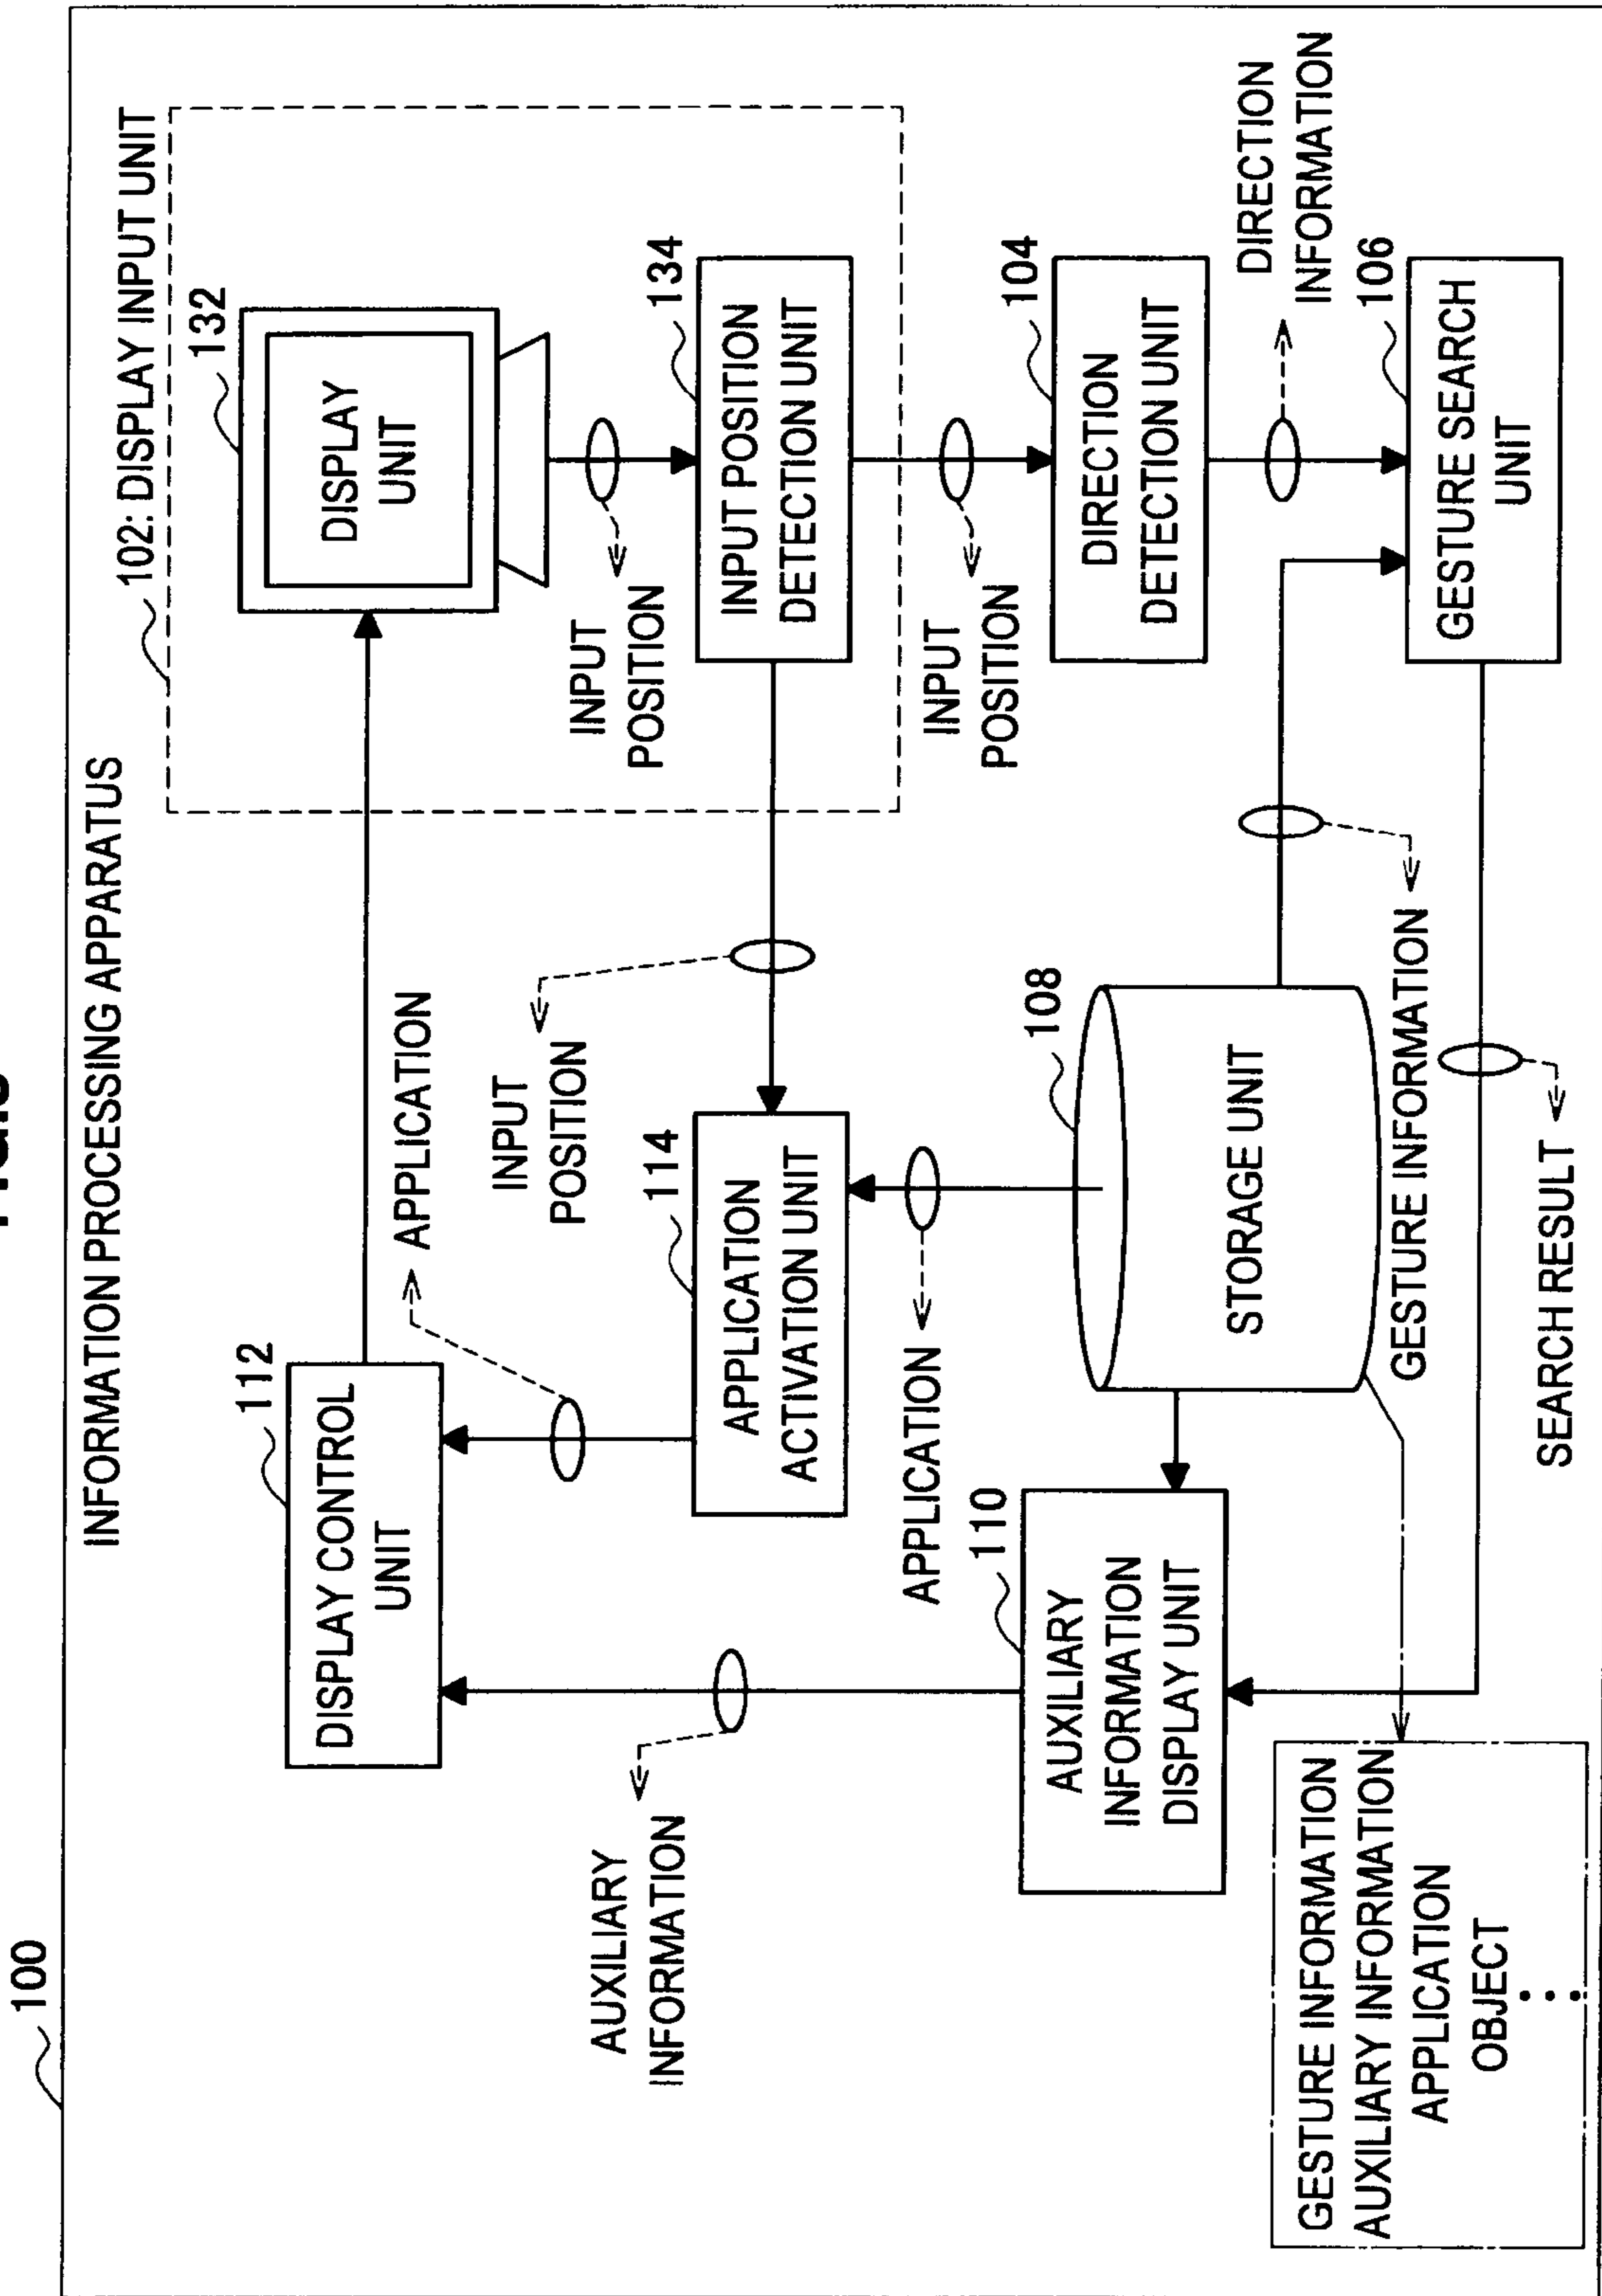 100
INFORMATION PROCESSING APPARATUS
102: DISPLAY INPUT UNIT
132
DISPLAY
UNIT
112
DISPLAY CONTROL
UNIT
APPLICATION
INPUT
POSITION
INPUT
POSITION
AUXILIARY
INFORMATION
114
APPLICATION
ACTIVATION UNIT
134
INPUT POSITION
DETECTION UNIT
APPLICATION
INPUT
POSITION
110
AUXILIARY
INFORMATION
DISPLAY UNIT
108
STORAGE UNIT
104
DIRECTION
DETECTION UNIT
DIRECTION
INFORMATION
GESTURE INFORMATION
AUXILIARY INFORMATION
APPLICATION
OBJECT
⋮
GESTURE INFORMATION
106
GESTURE SEARCH
UNIT
SEARCH RESULT